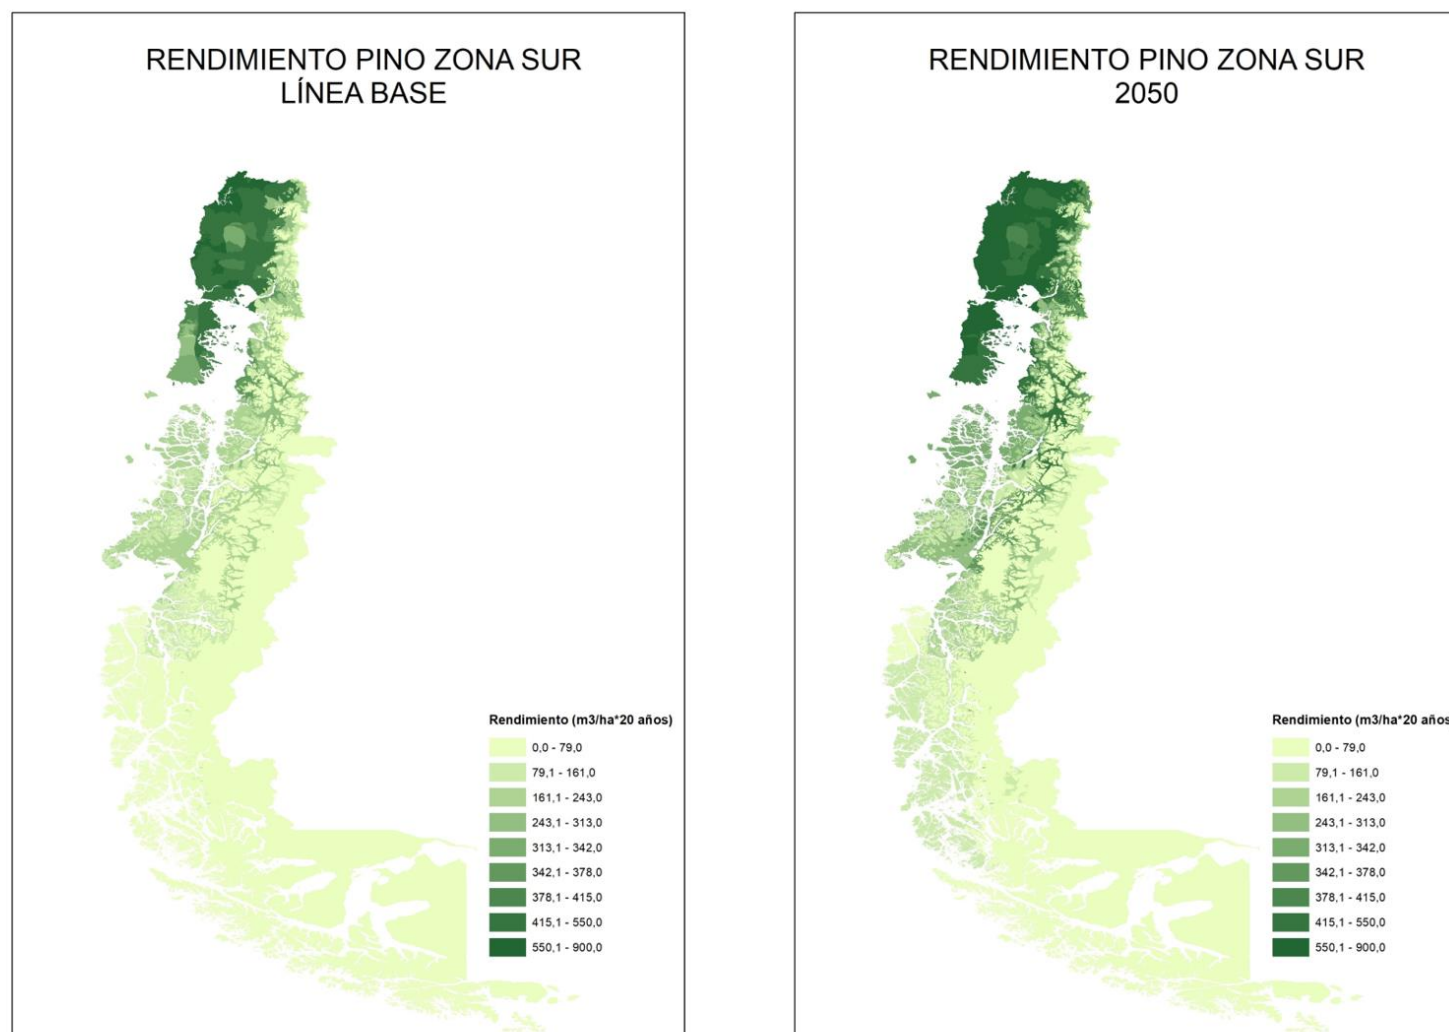 RENDIMIENTO PINO ZONA SUR
LÍNEA BASE
Rendimiento (m3/ha*20 años)
0,0 - 79,0
79,1 - 161,0
161,1 - 243,0
243,1 - 313,0
313,1 - 342,0
342,1 - 378,0
378,1 - 415,0
415,1 - 550,0
550,1 - 900,0
RENDIMIENTO PINO ZONA SUR
2050
Rendimiento (m3/ha*20 años
0,0 - 79,0
79,1 - 161,0
161,1 - 243,0
243,1 - 313,0
313,1 - 342,0
342,1 - 378,0
378,1 - 415,0
415,1 - 550,0
550,1 - 900,0